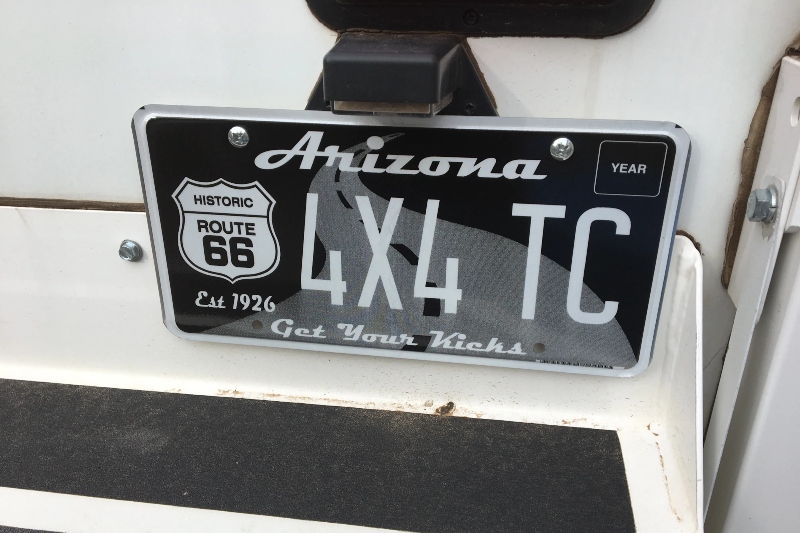 Arizona
YEAR
HISTORIC
ROUTE
66
4X4 TC
Est 1926
Get Your Kicks